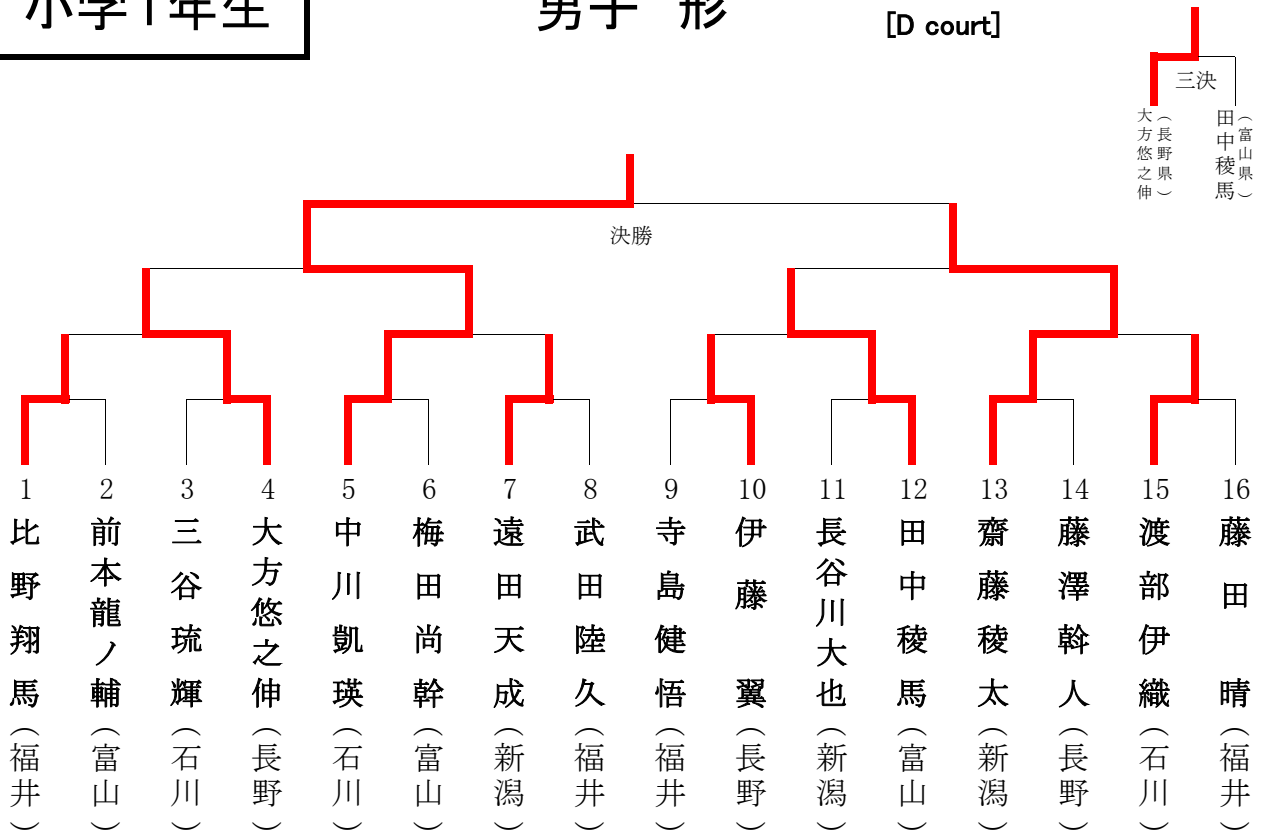 小学1年生
男子 形
[D court]
三決
大方悠之伸
（長野県）
田中稜馬
（富山県）
決勝
1 2 3 4 5 6 7 8 9 10 11 12 13 14 15 16
比野翔馬（福井）
前本龍ノ輔（富山）
三谷琉輝（石川）
大方悠之伸（長野）
中川凱瑛（石川）
梅田尚幹（富山）
遠田天成（新潟）
武田陸久（福井）
寺島健悟（福井）
伊藤 翼（長野）
長谷川大也（新潟）
田中稜馬（富山）
齋藤稜太（新潟）
藤澤斡人（長野）
渡部伊織（石川）
藤田 晴（福井）